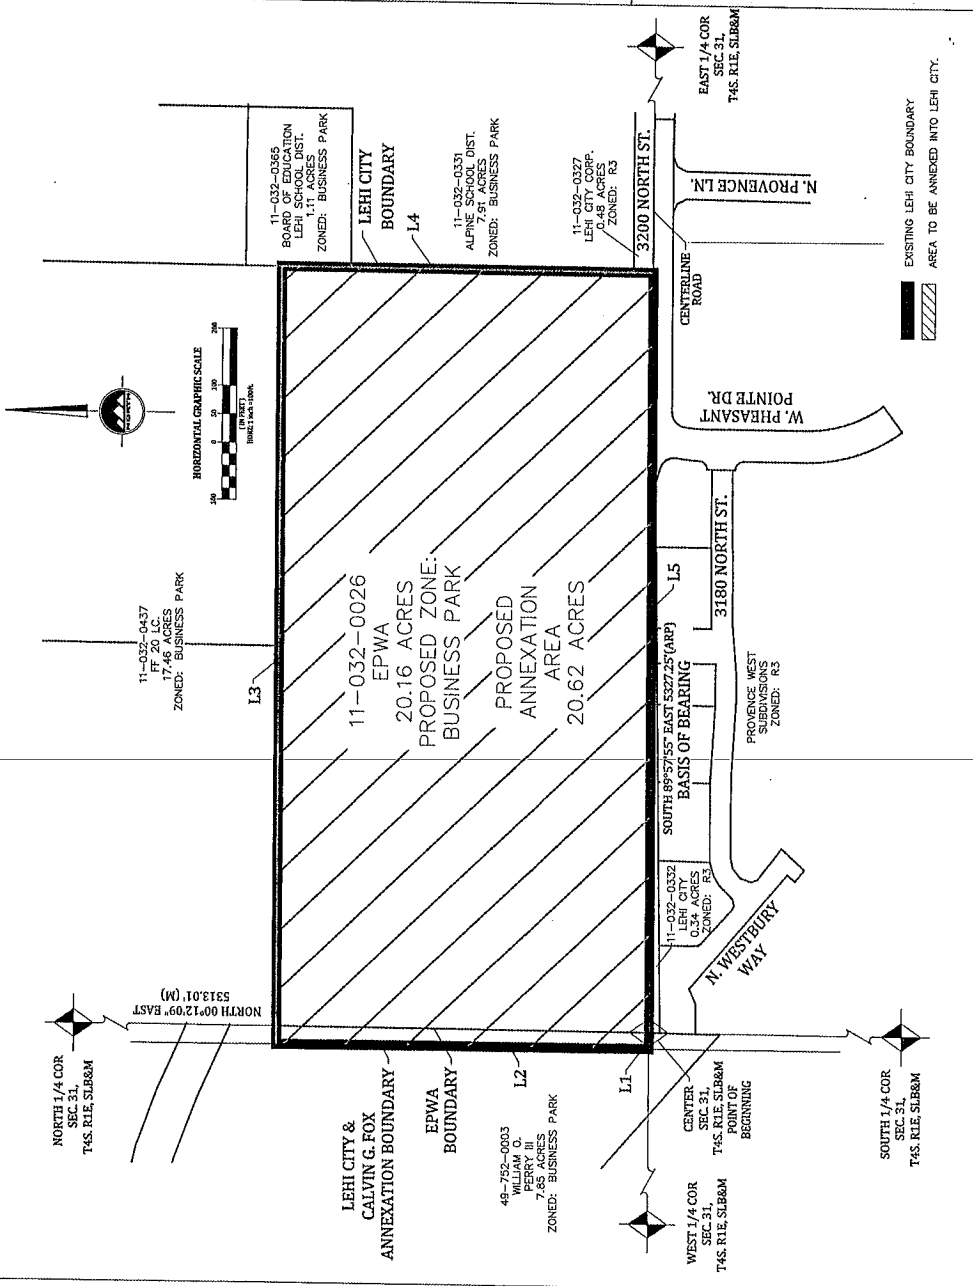 NORTH 1/4 COR
SEC. 31,
T4S. R1E, SLB&M
NORTH 00°12'09" EAST
5313.01' (M)
11-032-0437
FF 20 LC.
17.46 ACRES
ZONED: BUSINESS PARK
L3
NORTH
HORIZONTAL GRAPHIC SCALE
100
0
50
100
200
( IN FEET )
HORZ: 1 inch = 100ft.
11-032-0365
BOARD OF EDUCATION
LEHI SCHOOL DIST.
1.11 ACRES
ZONED: BUSINESS PARK
LEHI CITY
BOUNDARY
L4
11-032-0331
ALPINE SCHOOL DIST.
7.91 ACRES
ZONED: BUSINESS PARK
11-032-0327
LEHI CITY CORP.
0.48 ACRES
ZONED: R3
3200 NORTH ST.
EAST 1/4 COR
SEC. 31,
T4S. R1E, SLB&M
LEHI CITY &
CALVIN G. FOX
ANNEXATION BOUNDARY
EPWA
BOUNDARY
L2
49-752-0003
WILLIAM O.
PERRY III
7.85 ACRES
ZONED: BUSINESS PARK
L1
11-032-0026
EPWA
20.16 ACRES
PROPOSED ZONE:
BUSINESS PARK
PROPOSED
ANNEXATION
AREA
20.62 ACRES
CENTER
SEC. 31,
T4S. R1E, SLB&M
POINT OF
BEGINNING
WEST 1/4 COR
SEC. 31,
T4S. R1E, SLB&M
SOUTH 1/4 COR
SEC. 31,
T4S. R1E, SLB&M
11-032-0332
LEHI CITY
0.34 ACRES
ZONED: R3
N. WESTBURY
WAY
SOUTH 89°57'55" EAST 5327.25'(ARP)
BASIS OF BEARING
L5
PROVENCE WEST
SUBDIVISIONS
ZONED: R3
3180 NORTH ST.
W. PHEASANT
POINTE DR.
CENTERLINE
ROAD
N. PROVENCE LN.
EXISITING LEHI CITY BOUNDARY
AREA TO BE ANNEXED INTO LEHI CITY.